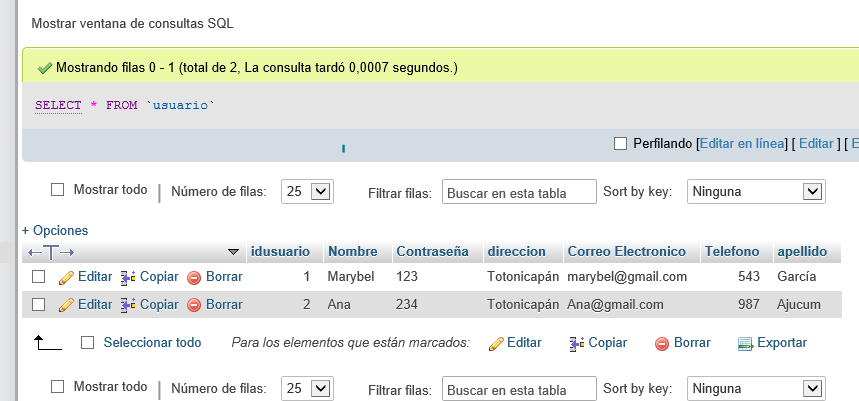 Mostrar ventana de consultas SQL
Mostrando filas 0 - 1 (total de 2, La consulta tardó 0,0007 segundos.)
SELECT * FROM `usuario`
Perfilando [Editar en línea] [ Editar ] [ E
Mostrar todo | Número de filas: 25 Filtrar filas: Buscar en esta tabla Sort by key: Ninguna
+ Opciones
←T→ idusuario Nombre Contraseña direccion Correo Electronico Telefono apellido
Editar Copiar Borrar 1 Marybel 123 Totonicapán marybel@gmail.com 543 García
Editar Copiar Borrar 2 Ana 234 Totonicapán Ana@gmail.com 987 Ajucum
Seleccionar todo Para los elementos que están marcados: Editar Copiar Borrar Exportar
Mostrar todo | Número de filas: 25 Filtrar filas: Buscar en esta tabla Sort by key: Ninguna